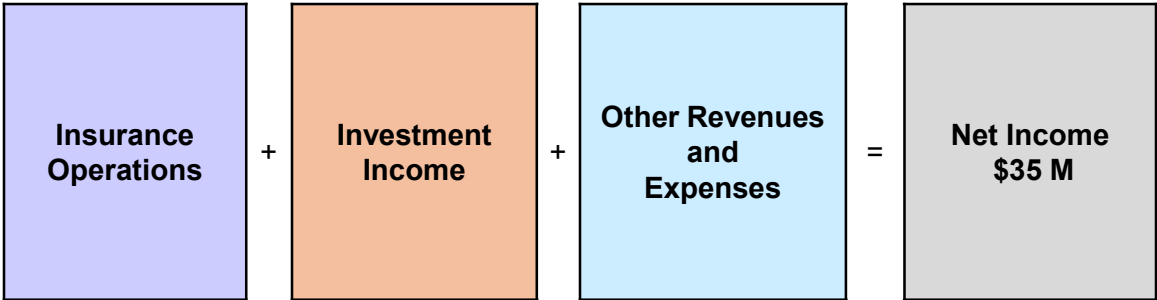 Insurance
Operations
+
Investment
Income
+
Other Revenues
and
Expenses
=
Net Income
$35 M